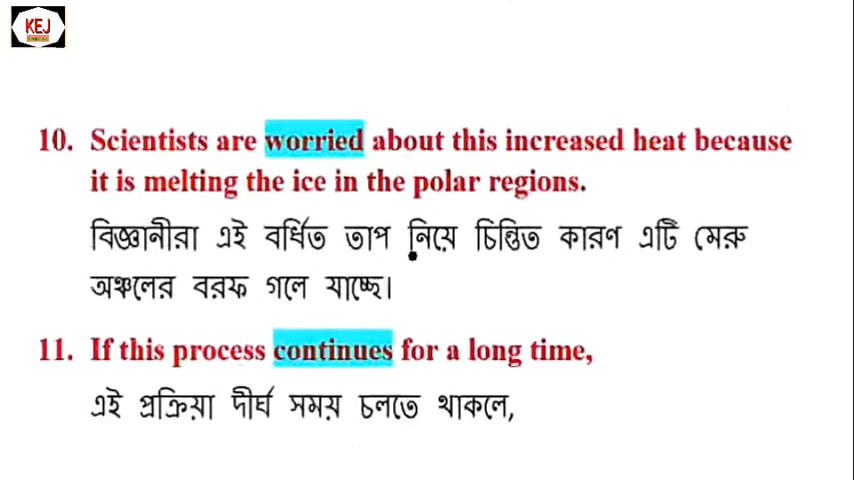 KEJ
10. Scientists are worried about this increased heat because
it is melting the ice in the polar regions.
বিজ্ঞানীরা এই বর্ধিত তাপ নিয়ে চিন্তিত কারণ এটি মেরু
অঞ্চলের বরফ গলে যাচ্ছে।
11. If this process continues for a long time,
এই প্রক্রিয়া দীর্ঘ সময় চলতে থাকলে,